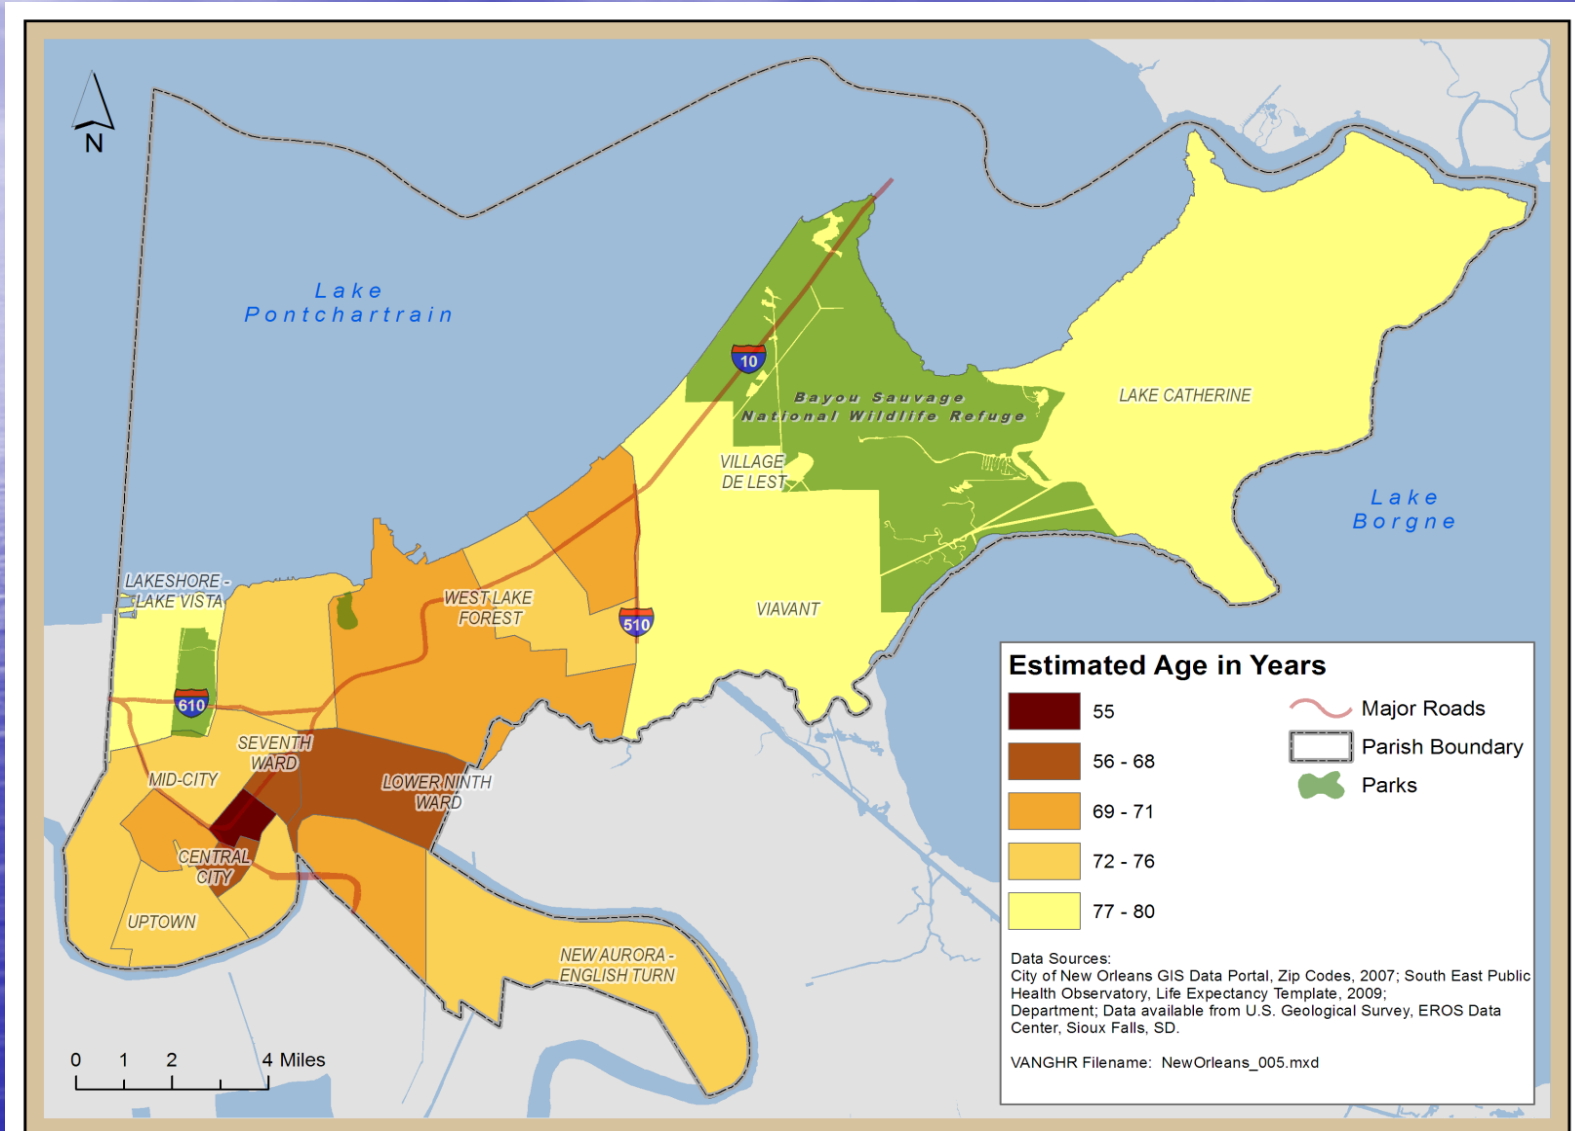 N
Lake
Pontchartrain
10
Bayou Sauvage
National Wildlife Refuge
LAKE CATHERINE
VILLAGE
DE LEST
Lake
Borgne
LAKESHORE -
LAKE VISTA
WEST LAKE
FOREST
VIAVANT
510
610
SEVENTH
WARD
MID-CITY
LOWER NINTH
WARD
CENTRAL
CITY
UPTOWN
NEW AURORA -
ENGLISH TURN
0 1 2 4 Miles
Estimated Age in Years
55
56 - 68
69 - 71
72 - 76
77 - 80
Major Roads
Parish Boundary
Parks
Data Sources:
City of New Orleans GIS Data Portal, Zip Codes, 2007; South East Public
Health Observatory, Life Expectancy Template, 2009;
Department; Data available from U.S. Geological Survey, EROS Data
Center, Sioux Falls, SD.
VANGHR Filename: NewOrleans_005.mxd